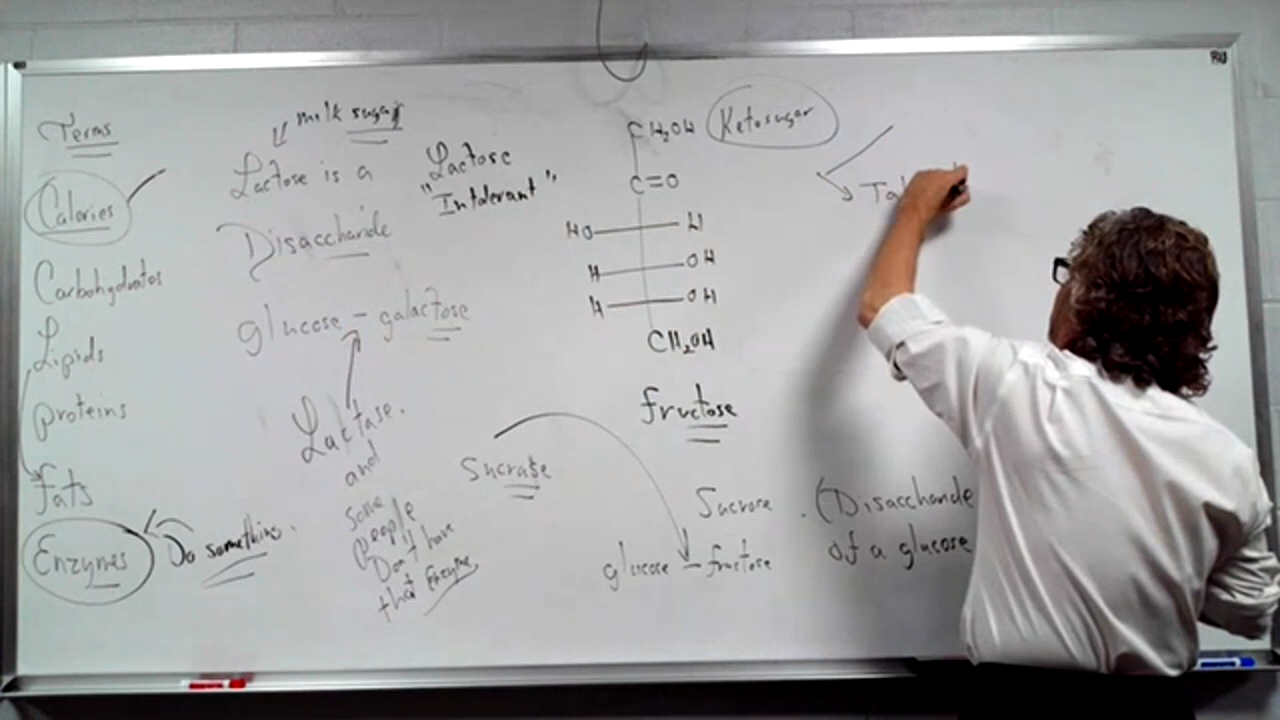 Terms
Calories
Carbohydrates
Lipids
proteins
fats
Enzymes
Do something.
milk sugar
Lactose is a
Disaccharide
glucose - galactose
Lactase.
and
some
people
Don't have
that Enzyme
Lactose
"Intolerant"
Sucrase
CH₂OH
C=O
HO H
H OH
H OH
CH₂OH
fructose
Ketosugar
Sucrose. (Disaccharide
of a glucose
glucose - fructose
Ta